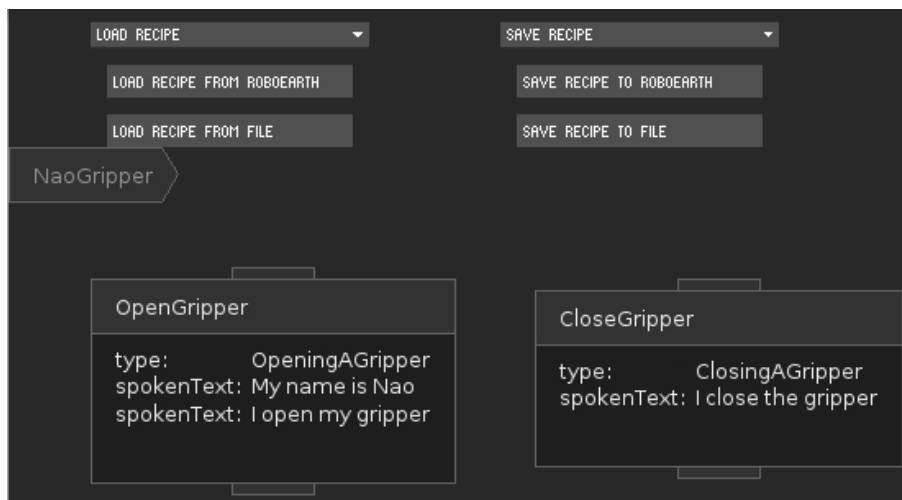 LOAD RECIPE
SAVE RECIPE
LOAD RECIPE FROM ROBOEARTH
SAVE RECIPE TO ROBOEARTH
LOAD RECIPE FROM FILE
SAVE RECIPE TO FILE
NaoGripper
OpenGripper
type: OpeningAGripper
spokenText: My name is Nao
spokenText: I open my gripper
CloseGripper
type: ClosingAGripper
spokenText: I close the gripper